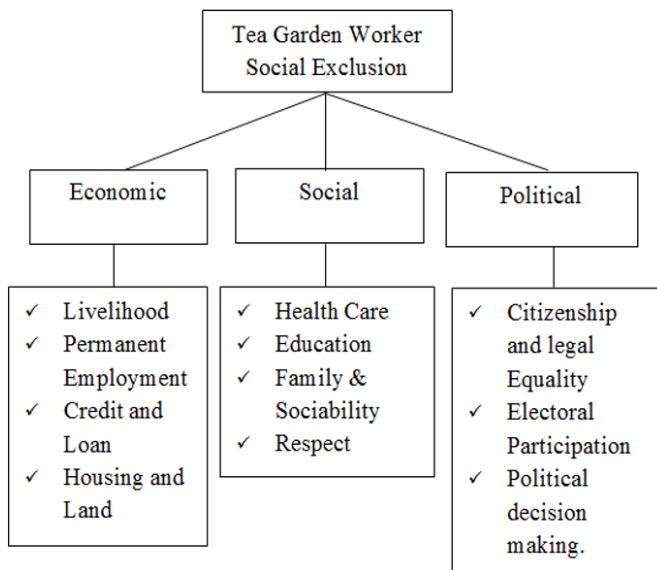 Tea Garden Worker
Social Exclusion
Economic
Social
Political
✓ Livelihood
✓ Permanent
Employment
✓ Credit and
Loan
✓ Housing and
Land
✓ Health Care
✓ Education
✓ Family &
Sociability
✓ Respect
✓ Citizenship
and legal
Equality
✓ Electoral
Participation
✓ Political
decision
making.